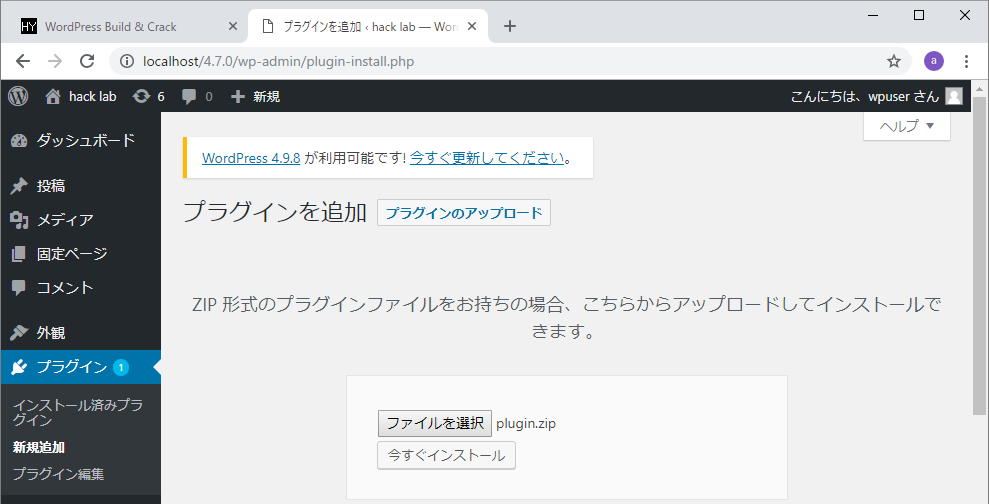 HY WordPress Build & Crack
プラグインを追加 ‹ hack lab — Wor
localhost/4.7.0/wp-admin/plugin-install.php
a
hack lab 6 0 新規
こんにちは、wpuser さん
ヘルプ
ダッシュボード
投稿
メディア
固定ページ
コメント
外観
プラグイン 1
インストール済みプラ
グイン
新規追加
プラグイン編集
WordPress 4.9.8 が利用可能です! 今すぐ更新してください。
プラグインを追加 プラグインのアップロード
ZIP 形式のプラグインファイルをお持ちの場合、こちらからアップロードしてインストールで
きます。
ファイルを選択 plugin.zip
今すぐインストール